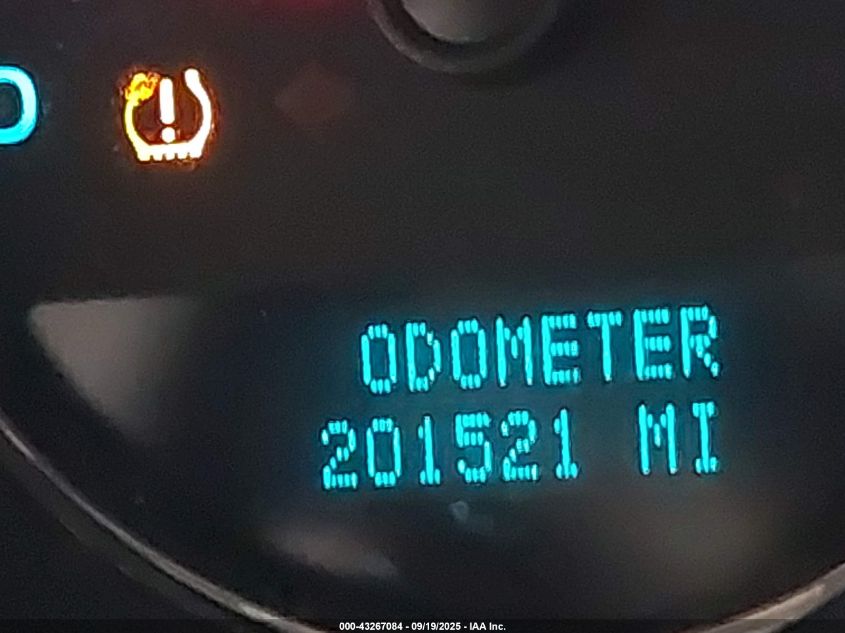 ODOMETER
201521 MI
000-43267084 - 09/19/2025 - IAA Inc.